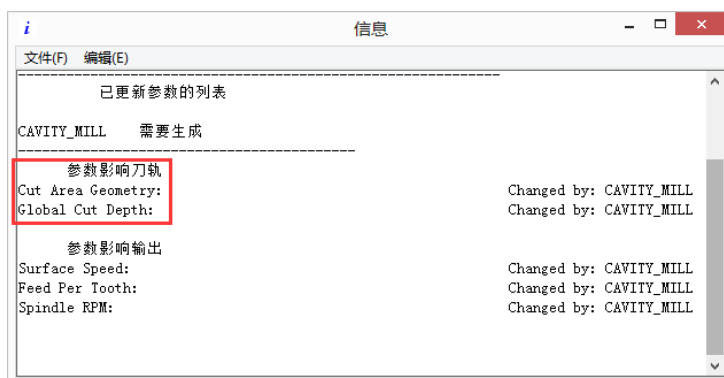 i 信息
文件(F) 编辑(E)
------------------------------------------------------------
已更新参数的列表
CAVITY_MILL 需要生成
------------------------------------------
参数影响刀轨
Cut Area Geometry: Changed by: CAVITY_MILL
Global Cut Depth: Changed by: CAVITY_MILL
参数影响输出
Surface Speed: Changed by: CAVITY_MILL
Feed Per Tooth: Changed by: CAVITY_MILL
Spindle RPM: Changed by: CAVITY_MILL